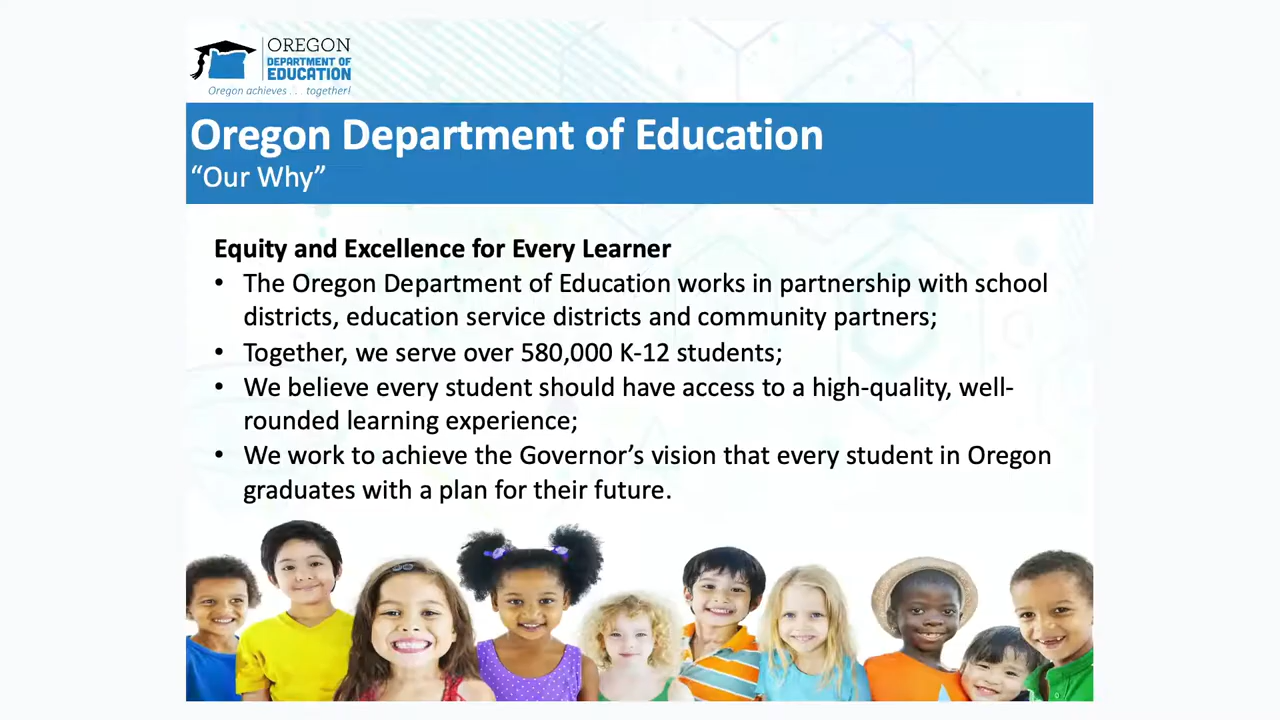 OREGON
DEPARTMENT OF
EDUCATION
Oregon achieves . . . together!
Oregon Department of Education
“Our Why”
Equity and Excellence for Every Learner
• The Oregon Department of Education works in partnership with school
districts, education service districts and community partners;
• Together, we serve over 580,000 K-12 students;
• We believe every student should have access to a high-quality, well-
rounded learning experience;
• We work to achieve the Governor’s vision that every student in Oregon
graduates with a plan for their future.